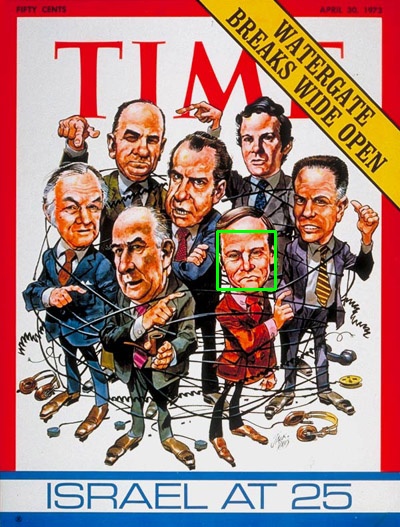 FIFTY CENTS
APRIL 30, 1973
TIME
WATERGATE
BREAKS WIDE OPEN
ISRAEL AT 25